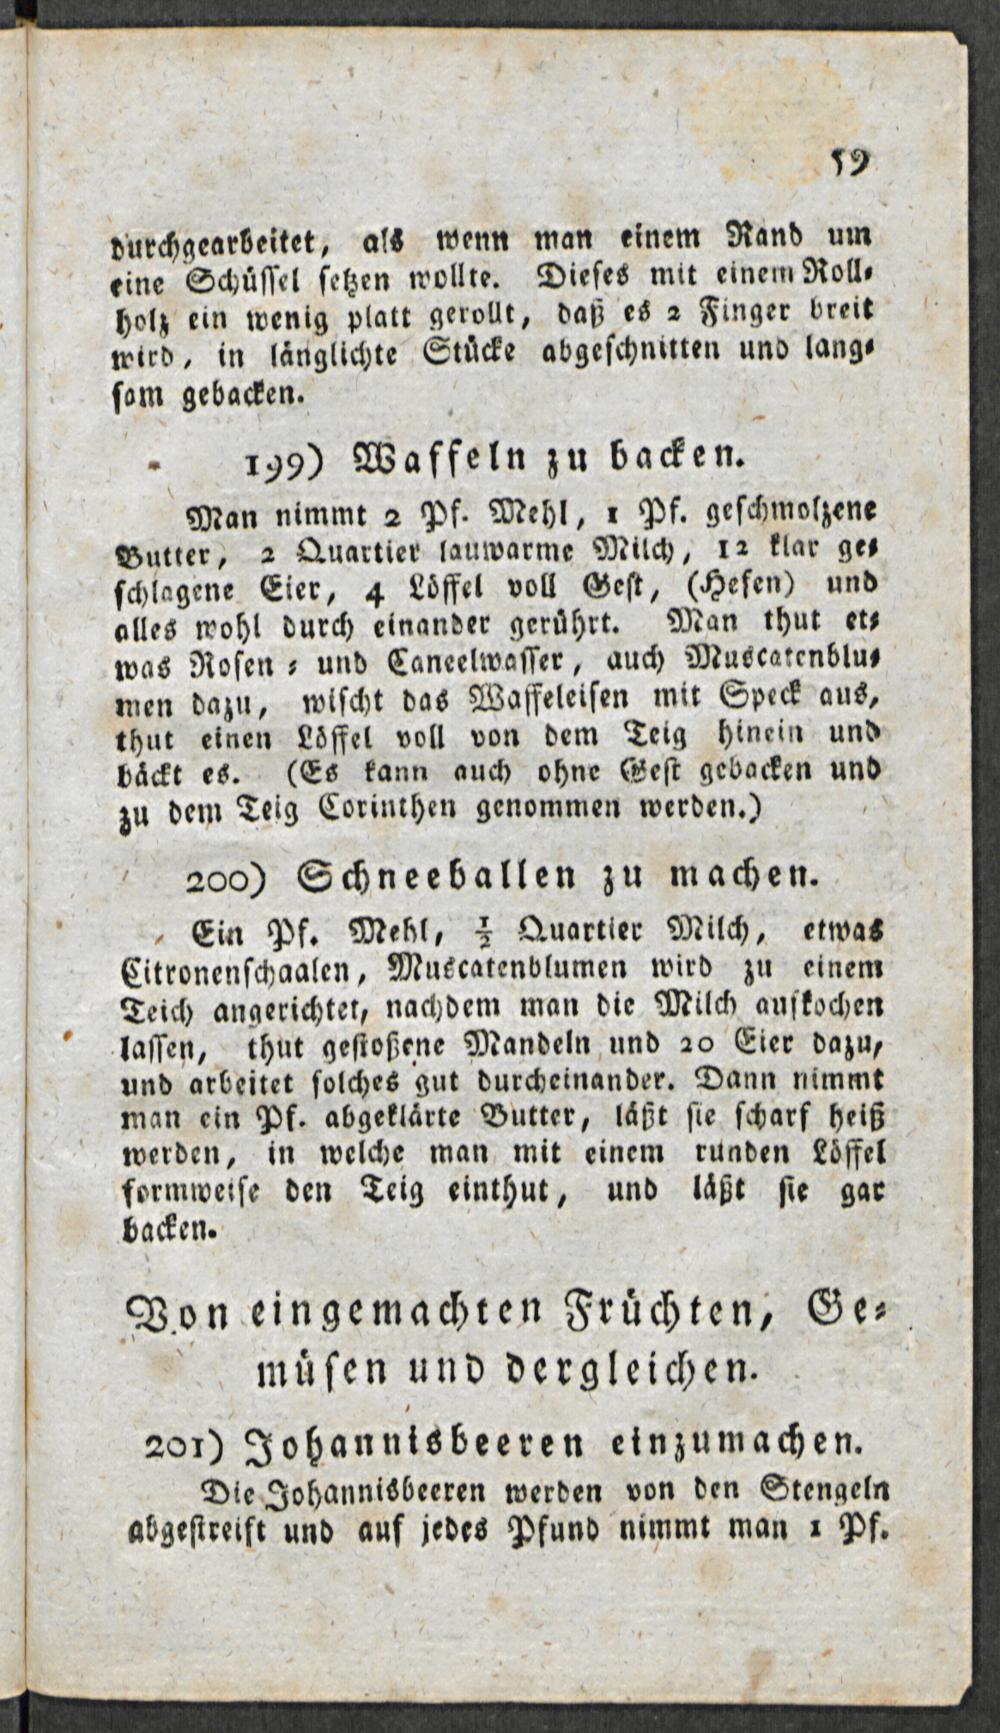 59
durchgearbeitet, als wenn man einem Rand um
eine Schüssel setzen wollte. Dieses mit einem Roll-
holz ein wenig platt gerollt, daß es 2 Finger breit
wird, in länglichte Stücke abgeschnitten und lang-
sam gebacken.
199) Waffeln zu backen.
Man nimmt 2 Pf. Mehl, 1 Pf. geschmolzene
Butter, 2 Quartier lauwarme Milch, 12 klar ge-
schlagene Eier, 4 Löffel voll Gest, (Hefen) und
alles wohl durch einander gerührt. Man thut et-
was Rosen- und Caneelwasser, auch Muscatenblu-
men dazu, wischt das Waffeleisen mit Speck aus,
thut einen Löffel voll von dem Teig hinein und
bäckt es. (Es kann auch ohne Gest gebacken und
zu dem Teig Corinthen genommen werden.)
200) Schneeballen zu machen.
Ein Pf. Mehl, ½ Quartier Milch, etwas
Citronenschaalen, Muscatenblumen wird zu einem
Teich angerichtet, nachdem man die Milch aufkochen
lassen, thut gestoßene Mandeln und 20 Eier dazu,
und arbeitet solches gut durcheinander. Dann nimmt
man ein Pf. abgeklärte Butter, läßt sie scharf heiß
werden, in welche man mit einem runden Löffel
formweise den Teig einthut, und läßt sie gar
backen.
Von eingemachten Früchten, Ge-
müsen und dergleichen.
201) Johannisbeeren einzumachen.
Die Johannisbeeren werden von den Stengeln
abgestreift und auf jedes Pfund nimmt man 1 Pf.